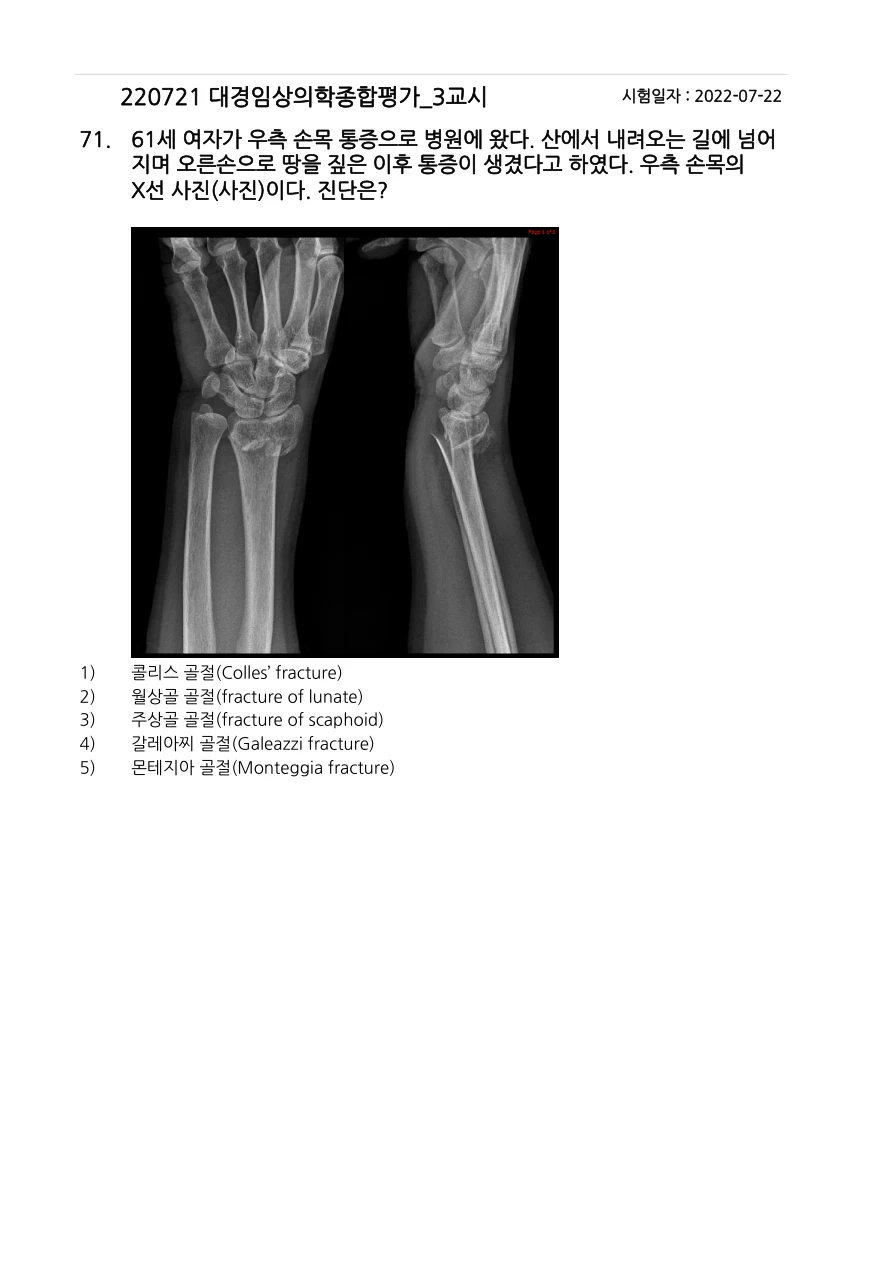 220721 대경임상의학종합평가_3교시 시험일자 : 2022-07-22
71. 61세 여자가 우측 손목 통증으로 병원에 왔다. 산에서 내려오는 길에 넘어
지며 오른손으로 땅을 짚은 이후 통증이 생겼다고 하였다. 우측 손목의
X선 사진(사진)이다. 진단은?
Page: 1 of 1
1) 콜리스 골절(Colles’ fracture)
2) 월상골 골절(fracture of lunate)
3) 주상골 골절(fracture of scaphoid)
4) 갈레아찌 골절(Galeazzi fracture)
5) 몬테지아 골절(Monteggia fracture)